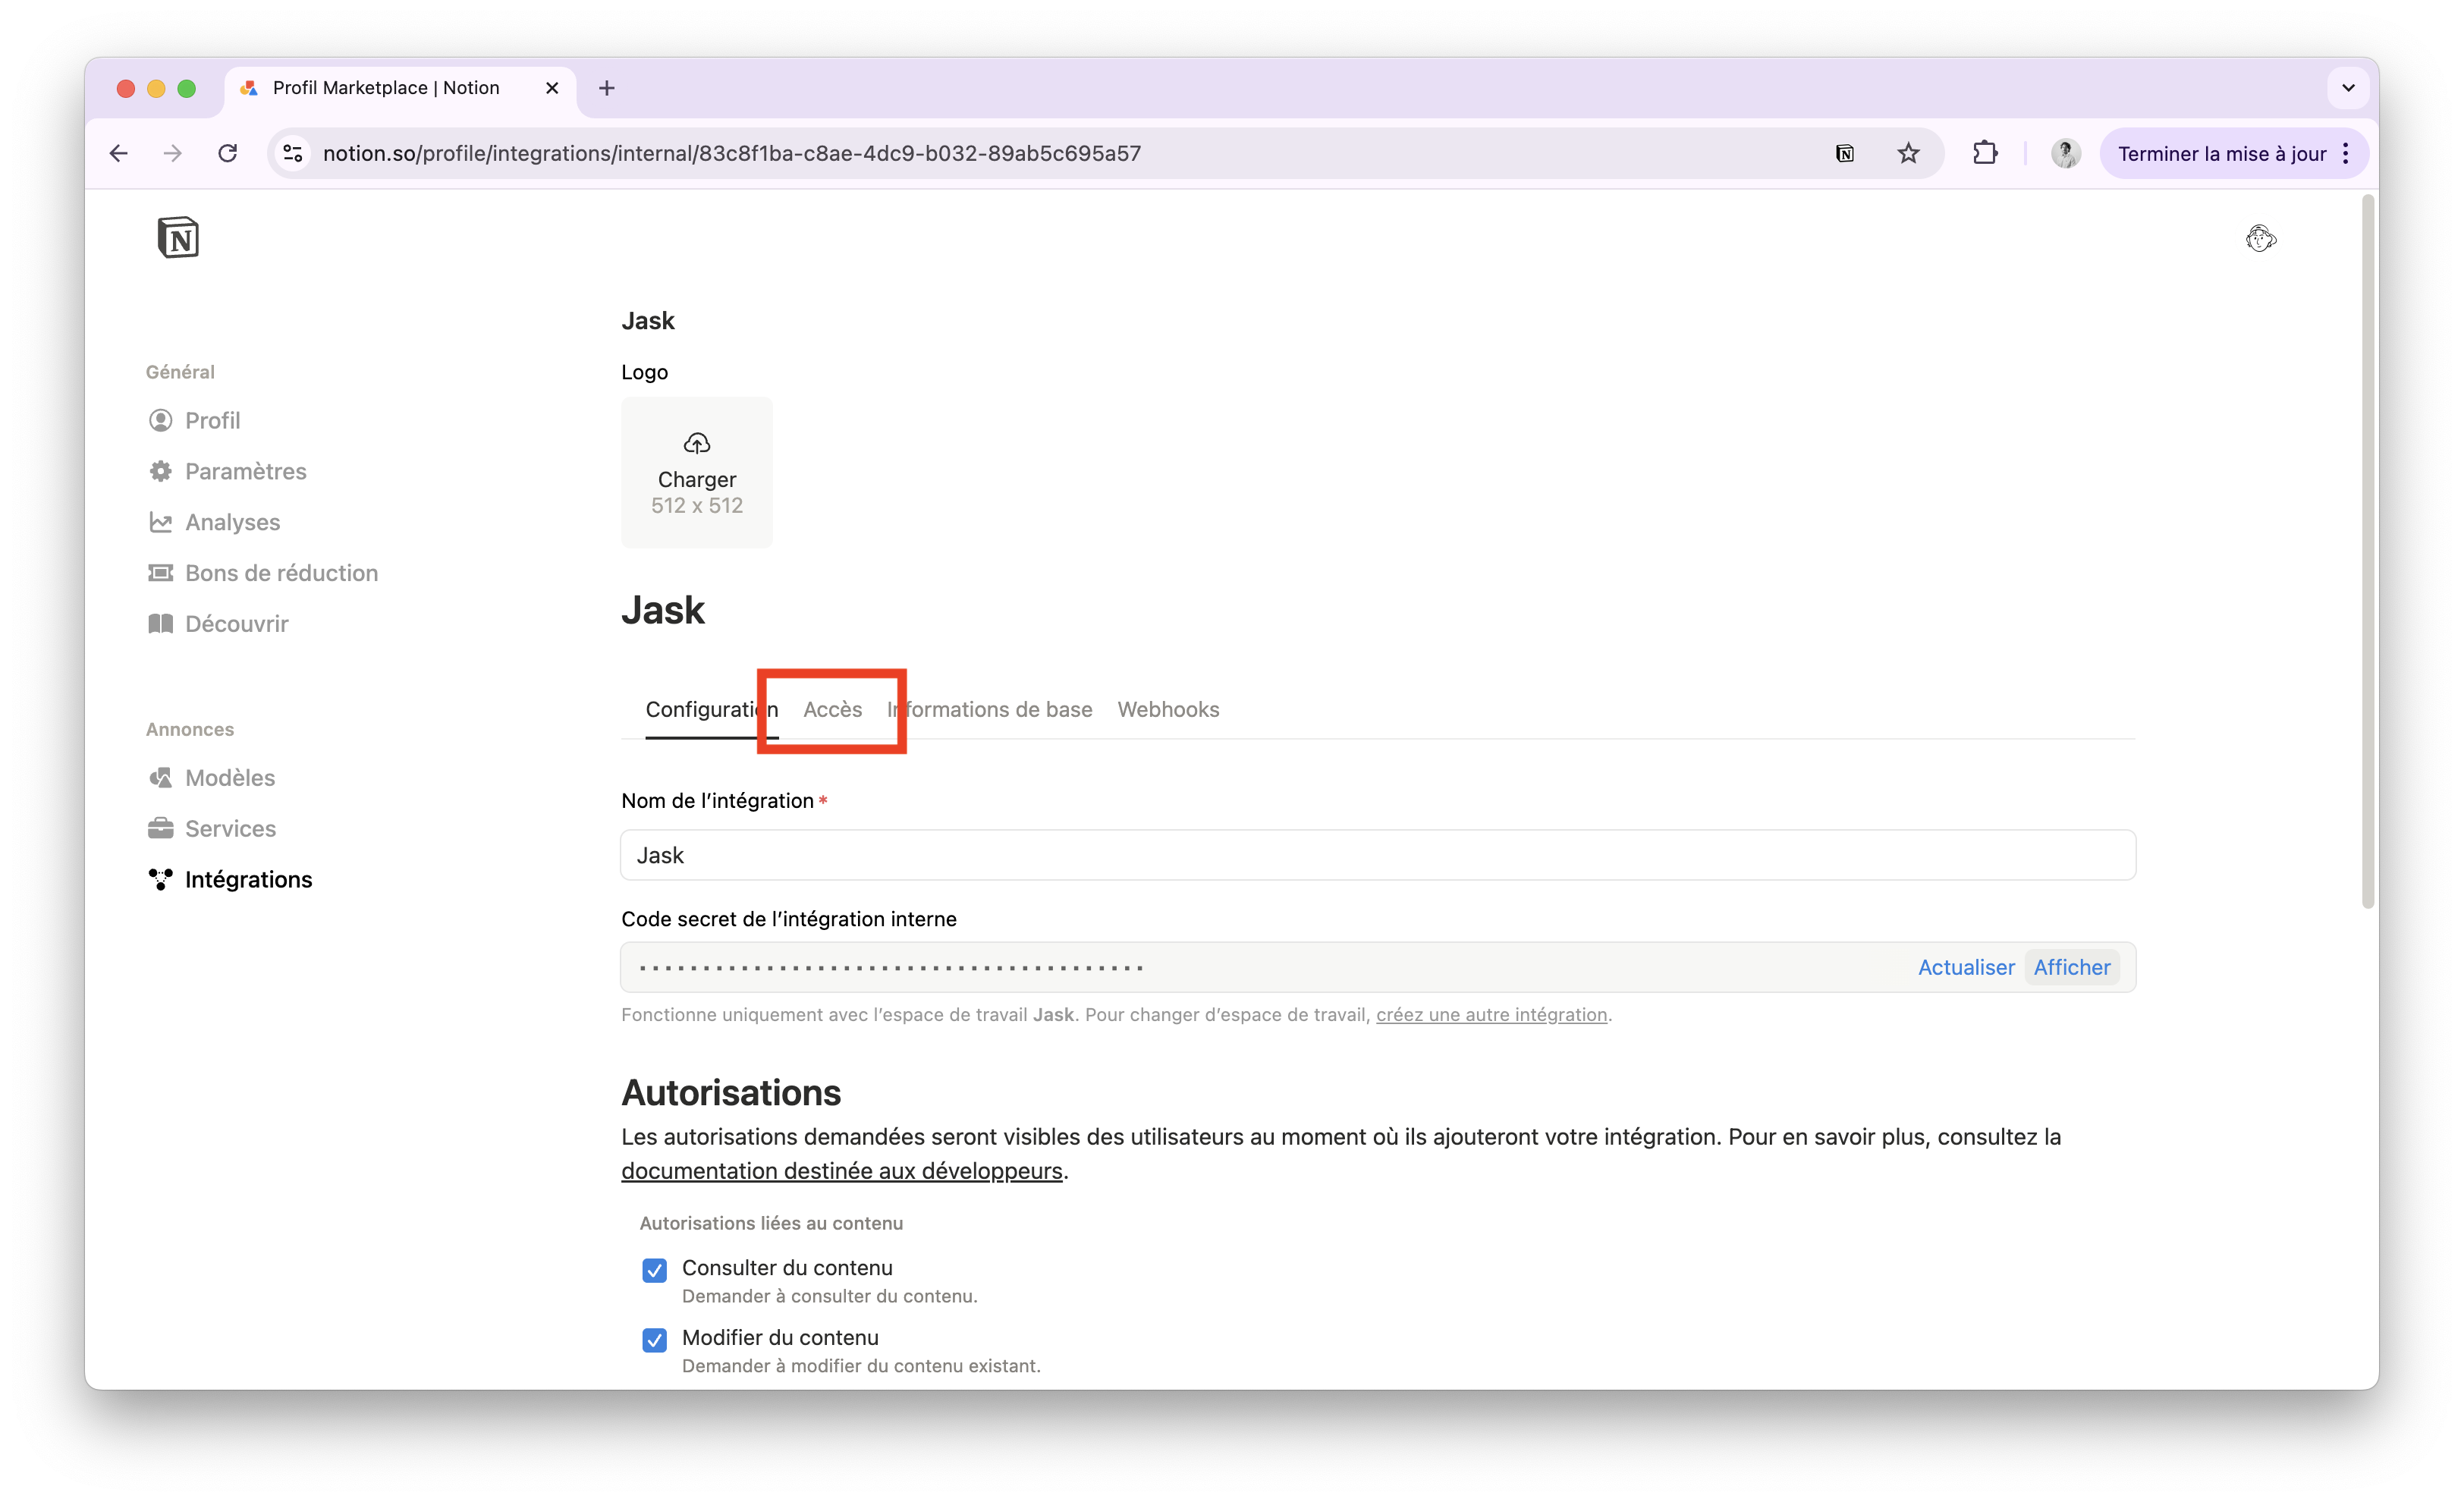 Profil Marketplace | Notion
notion.so/profile/integrations/internal/83c8f1ba-c8ae-4dc9-b032-89ab5c695a57
Terminer la mise à jour
Général
Profil
Paramètres
Analyses
Bons de réduction
Découvrir
Annonces
Modèles
Services
Intégrations
Jask
Logo
Charger
512 x 512
Jask
Configuration Accès Informations de base Webhooks
Nom de l’intégration *
Jask
Code secret de l’intégration interne
Actualiser Afficher
Fonctionne uniquement avec l’espace de travail Jask. Pour changer d’espace de travail, créez une autre intégration.
Autorisations
Les autorisations demandées seront visibles des utilisateurs au moment où ils ajouteront votre intégration. Pour en savoir plus, consultez la
documentation destinée aux développeurs.
Autorisations liées au contenu
Consulter du contenu
Demander à consulter du contenu.
Modifier du contenu
Demander à modifier du contenu existant.